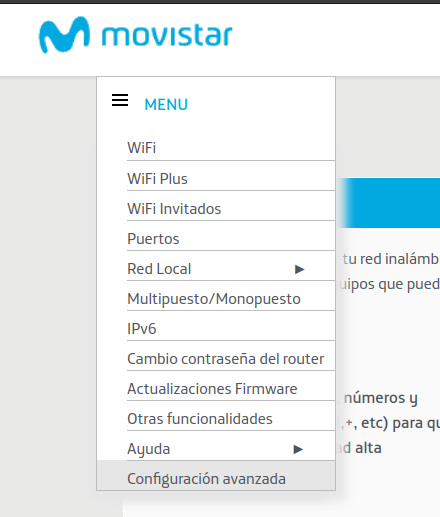 movistar
MENU
WiFi
WiFi Plus
WiFi Invitados
Puertos
Red Local
Multipuesto/Monopuesto
IPv6
Cambio contraseña del router
Actualizaciones Firmware
Otras funcionalidades
Ayuda
Configuración avanzada
tu red inalámb
uipos que pued
números y
,+, etc) para qu
ad alta